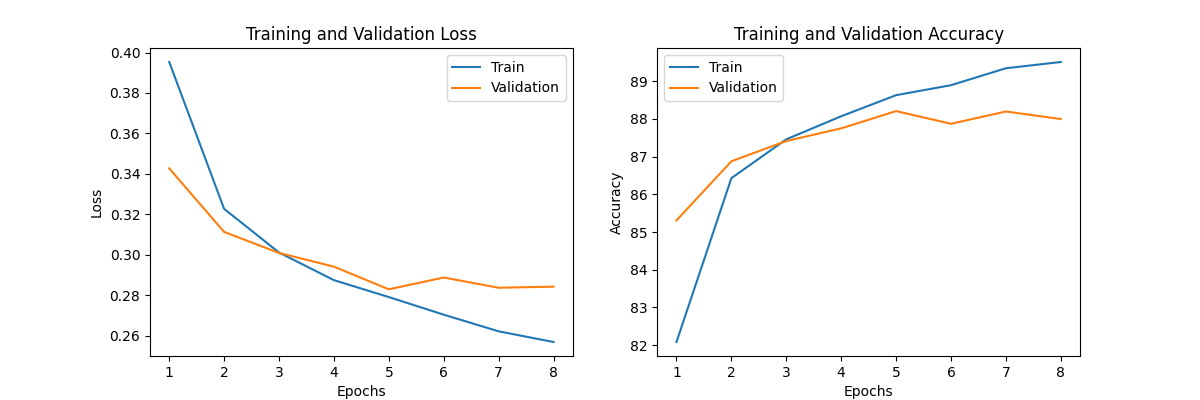 Training and Validation Loss
0.40
0.38
0.36
0.34
0.32
0.30
0.28
0.26
Loss
Train
Validation
1 2 3 4 5 6 7 8
Epochs
Training and Validation Accuracy
89
88
87
86
85
84
83
82
Accuracy
Train
Validation
1 2 3 4 5 6 7 8
Epochs